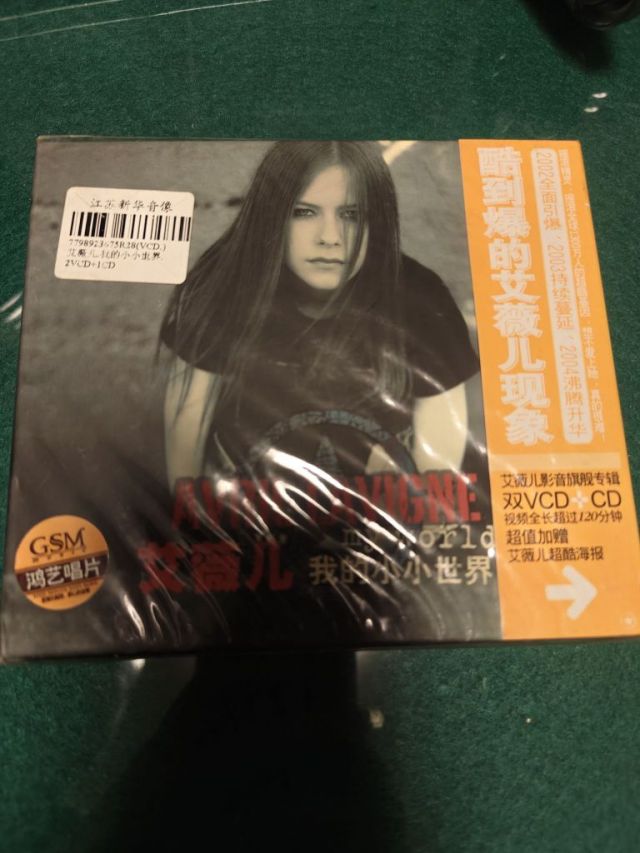 江苏新华音像
7798923675R28(VCD.)
艾薇儿.我的小小世界.
2VCD+1CD
AVRIL LAVIGNE
my world
艾薇儿 我的小小世界
GSM
鸿艺唱片
酷到爆的艾薇儿现象
2002全面引爆、2003持续蔓延、2004沸腾升华
艾薇儿影音旗舰专辑
双VCD+CD
视频全长超过120分钟
超值加赠
艾薇儿超酷海报